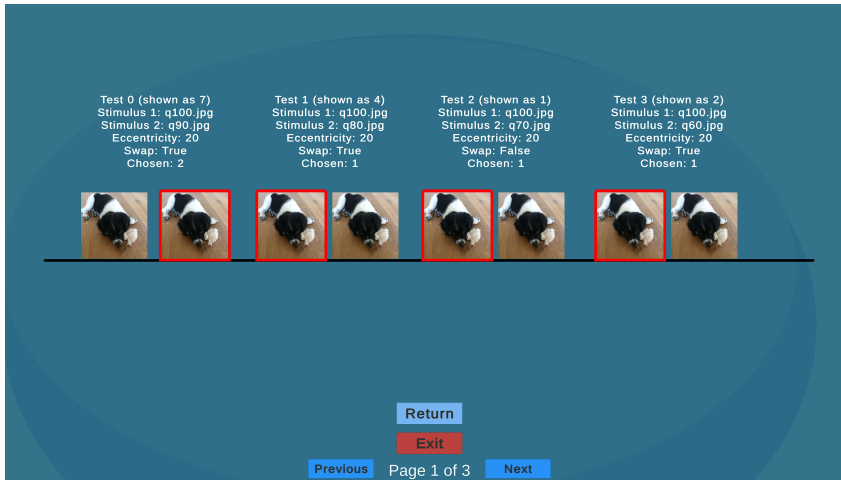 Test 0 (shown as 7)
Stimulus 1: q100.jpg
Stimulus 2: q90.jpg
Eccentricity: 20
Swap: True
Chosen: 2
Test 1 (shown as 4)
Stimulus 1: q100.jpg
Stimulus 2: q80.jpg
Eccentricity: 20
Swap: True
Chosen: 1
Test 2 (shown as 1)
Stimulus 1: q100.jpg
Stimulus 2: q70.jpg
Eccentricity: 20
Swap: False
Chosen: 1
Test 3 (shown as 2)
Stimulus 1: q100.jpg
Stimulus 2: q60.jpg
Eccentricity: 20
Swap: True
Chosen: 1
Return
Exit
Previous
Page 1 of 3
Next